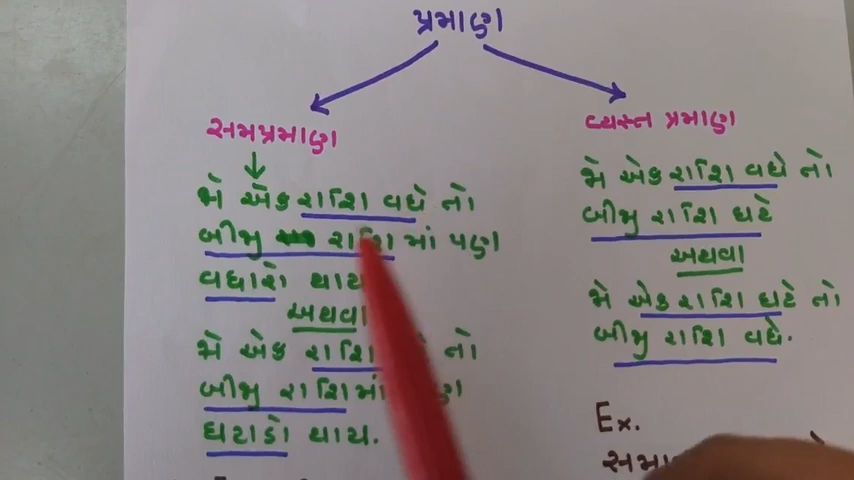 પ્રમાણ
સમપ્રમાણ
જો એક રાશિ વધે તો
બીજી રાશિ માં પણ
વધારો થાય
અથવા
જો એક રાશિ તો
બીજી રાશિમાં
ઘટાડો થાય.
વ્યસ્ત પ્રમાણ
જો એક રાશિ વધે તો
બીજી રાશિ ઘટે
અથવા
જો એક રાશિ ઘટે તો
બીજી રાશિ વધે.
Ex.